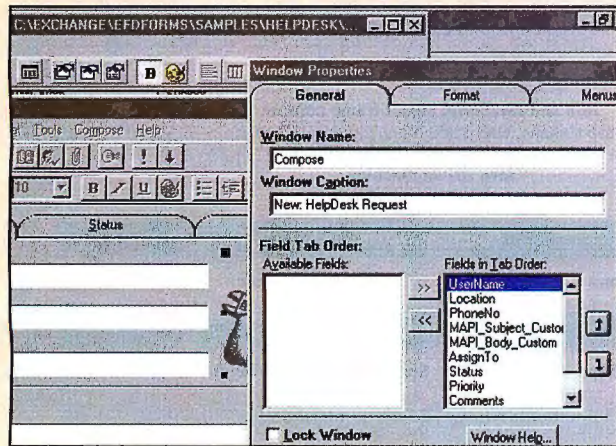 C:\EXCHANGE\EFDFORMS\SAMPLES\HELPDESK\...
B
Window Properties
General Format Menus
Tools Compose Help
10 B I U
Status
Window Name:
Compose
Window Caption:
New: HelpDesk Request
Field Tab Order:
Available Fields:
Fields in Tab Order:
>>
<<
UserName
Location
PhoneNo
MAPI_Subject_Custom
MAPI_Body_Custom
AssignTo
Status
Priority
Comments
Lock Window
Window Help...